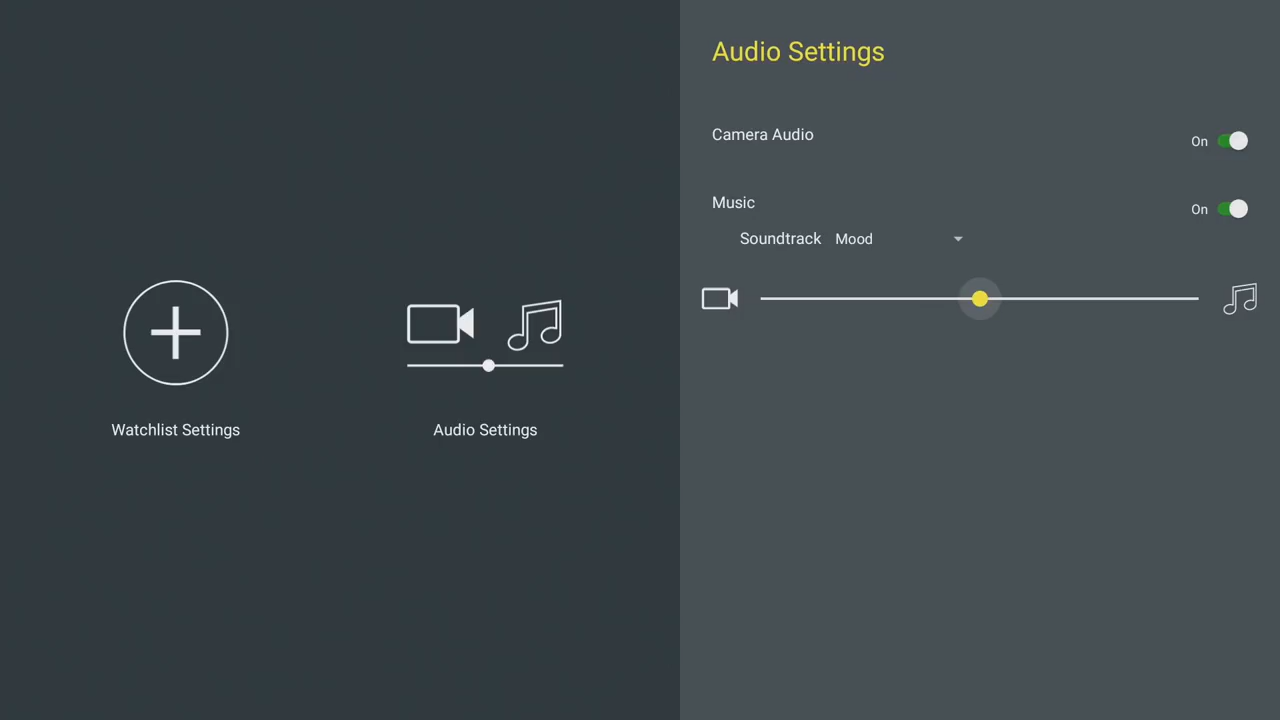 Audio Settings
Camera Audio
On
Music
On
Soundtrack Mood
Watchlist Settings
Audio Settings